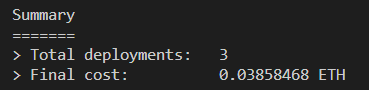 Summary
=======
> Total deployments:   3
> Final cost:          0.03858468 ETH